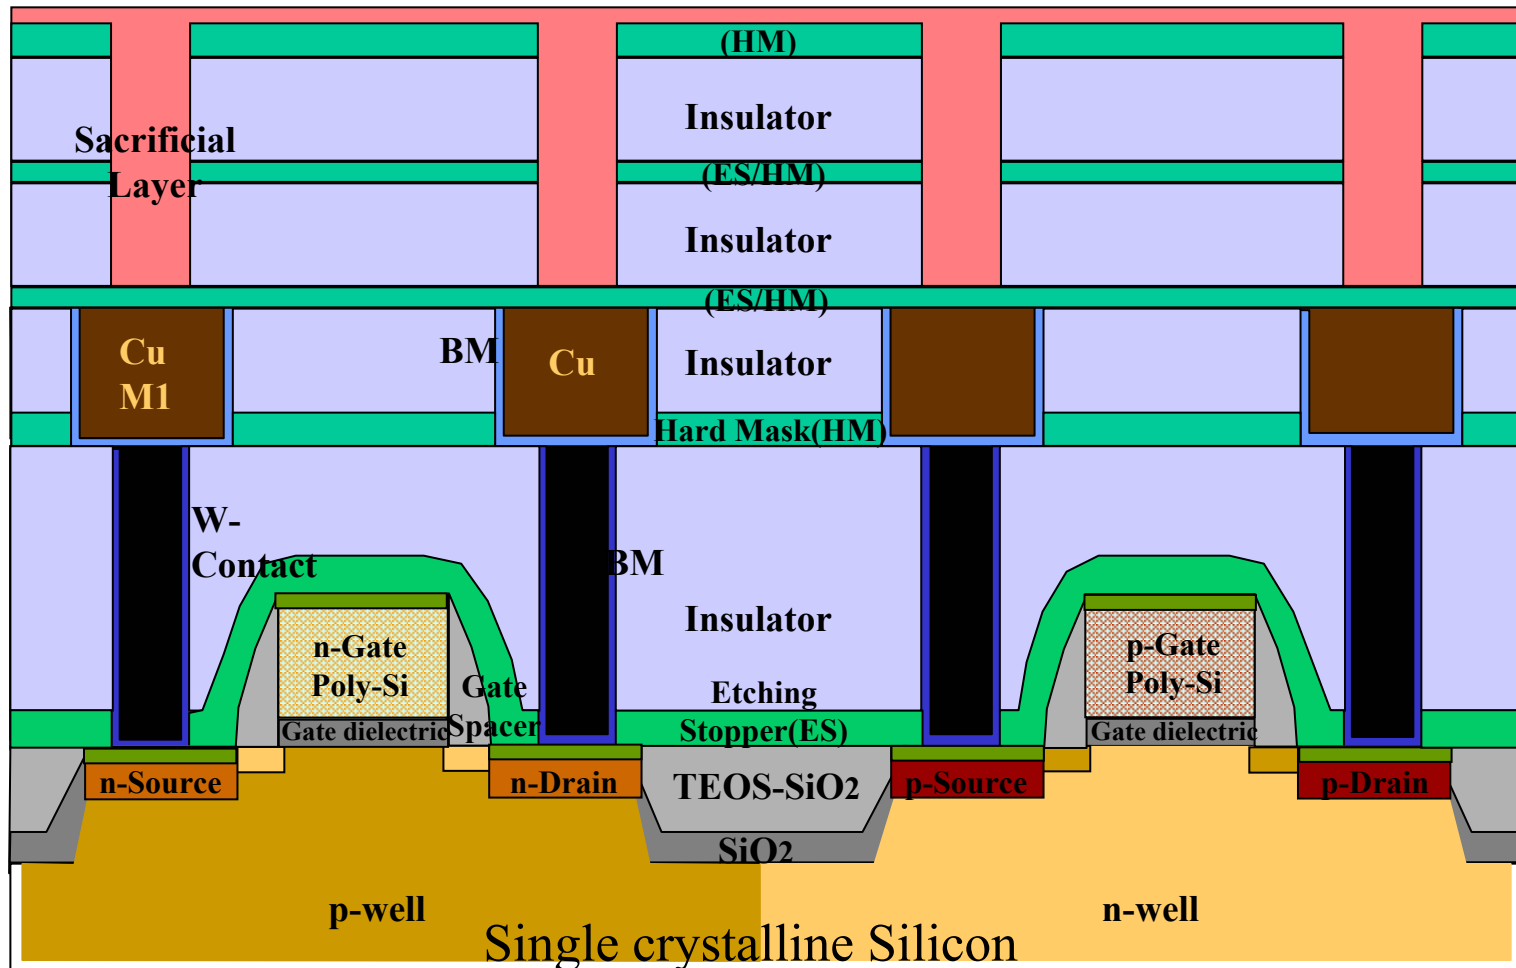 (HM)
Insulator
Sacrificial
Layer
(ES/HM)
Insulator
(ES/HM)
Cu
M1
BM
Cu
Insulator
Hard Mask(HM)
W-
Contact
BM
Insulator
n-Gate
Poly-Si
p-Gate
Poly-Si
Gate
Spacer
Etching
Stopper(ES)
Gate dielectric
Gate dielectric
n-Source
n-Drain
TEOS-SiO2
p-Source
p-Drain
SiO2
p-well
n-well
Single crystalline Silicon